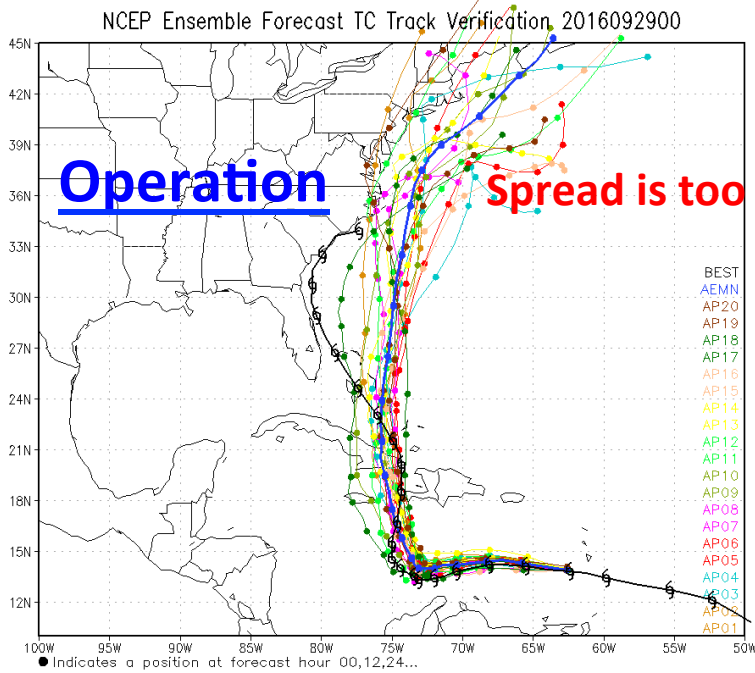 NCEP Ensemble Forecast TC Track Verification 2016092900
45N
42N
39N
36N
33N
30N
27N
24N
21N
18N
15N
12N
Operation
Spread is too
BEST
AEMN
AP20
AP19
AP18
AP17
AP16
AP15
AP14
AP13
AP12
AP11
AP10
AP09
AP08
AP07
AP06
AP05
AP04
AP03
AP02
AP01
100W 95W 90W 85W 80W 75W 70W 65W 60W 55W 50W
Indicates a position at forecast hour 00,12,24...